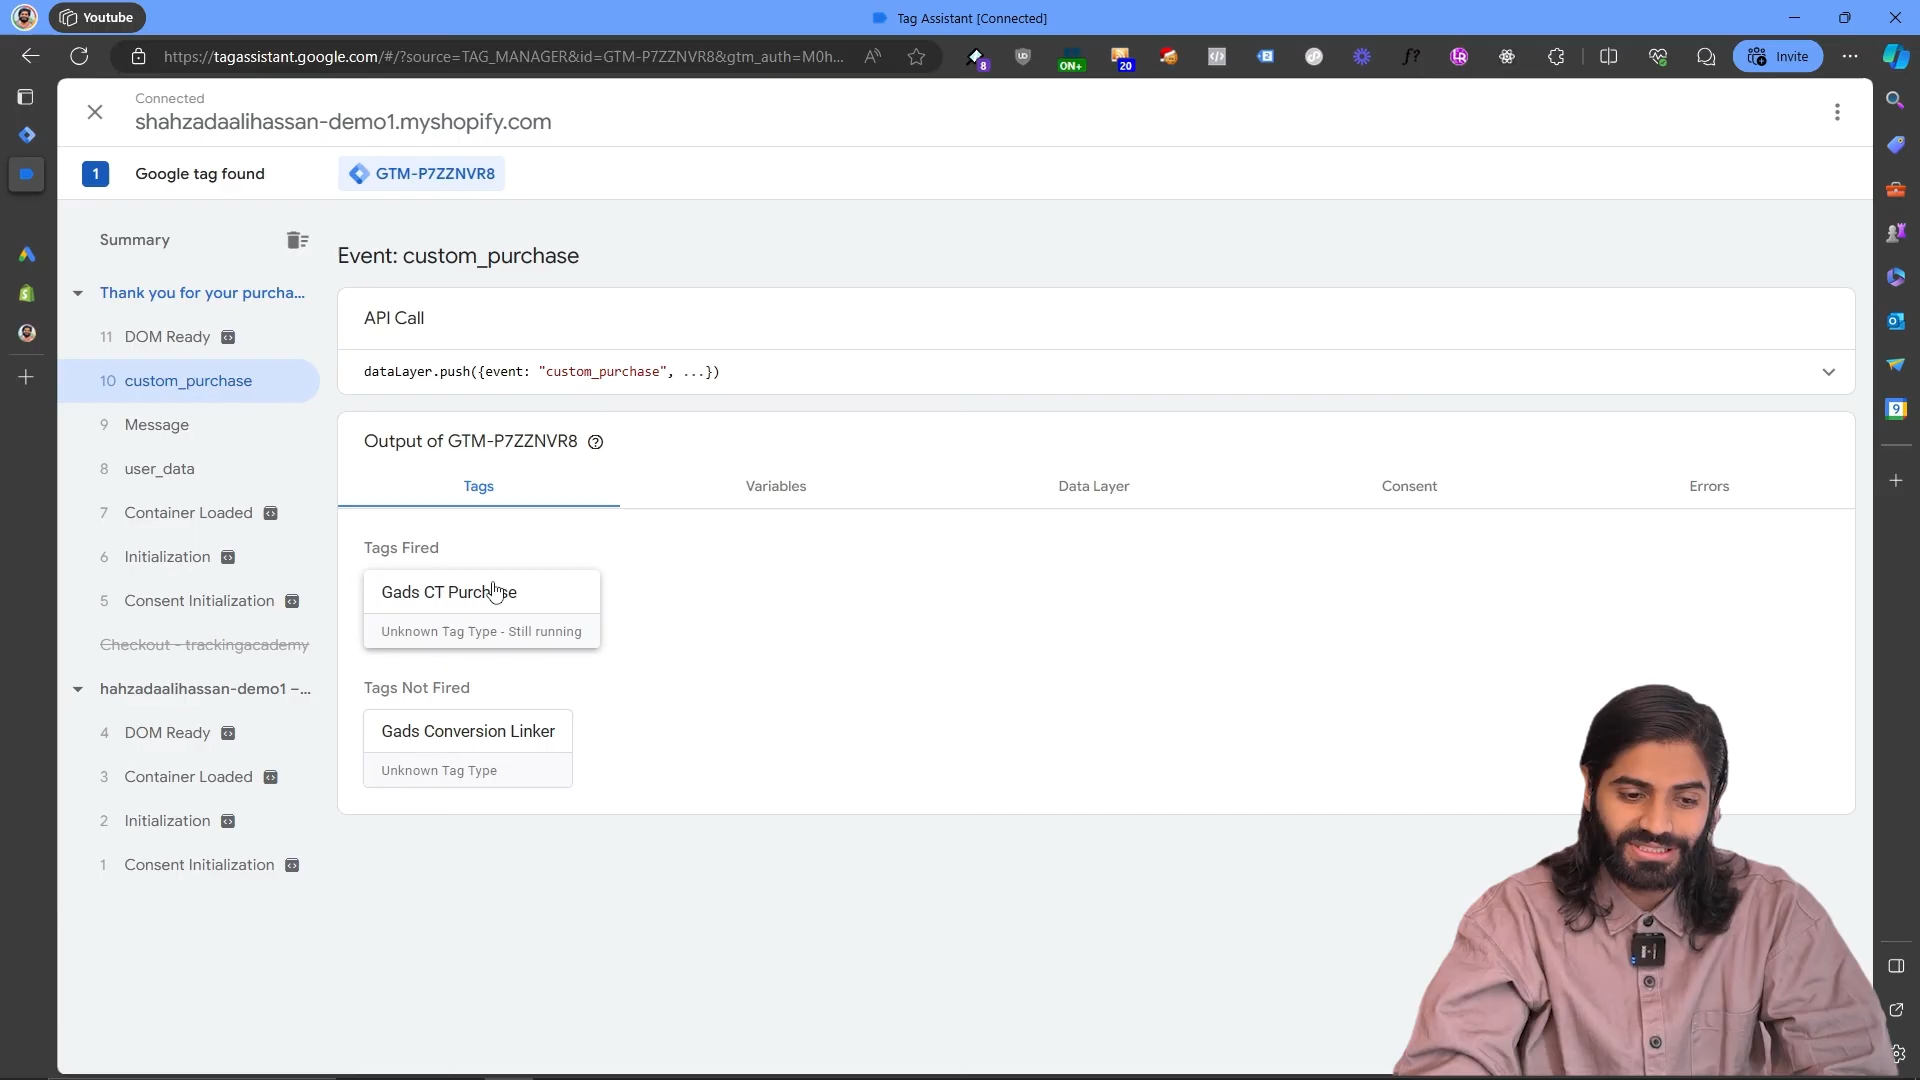 Youtube
Tag Assistant [Connected]
https://tagassistant.google.com/#/?source=TAG_MANAGER&id=GTM-P7ZZNVR8&gtm_auth=M0h...
8
ON+
20
Invite
Connected
shahzadaalihassan-demo1.myshopify.com
1 Google tag found GTM-P7ZZNVR8
Summary
Thank you for your purcha...
11 DOM Ready
10 custom_purchase
9 Message
8 user_data
7 Container Loaded
6 Initialization
5 Consent Initialization
Checkout - trackingacademy
hahzadaalihassan-demo1 –...
4 DOM Ready
3 Container Loaded
2 Initialization
1 Consent Initialization
Event: custom_purchase
API Call
dataLayer.push({event: "custom_purchase", ...})
Output of GTM-P7ZZNVR8
Tags Variables Data Layer Consent Errors
Tags Fired
Gads CT Purchase
Unknown Tag Type - Still running
Tags Not Fired
Gads Conversion Linker
Unknown Tag Type
9